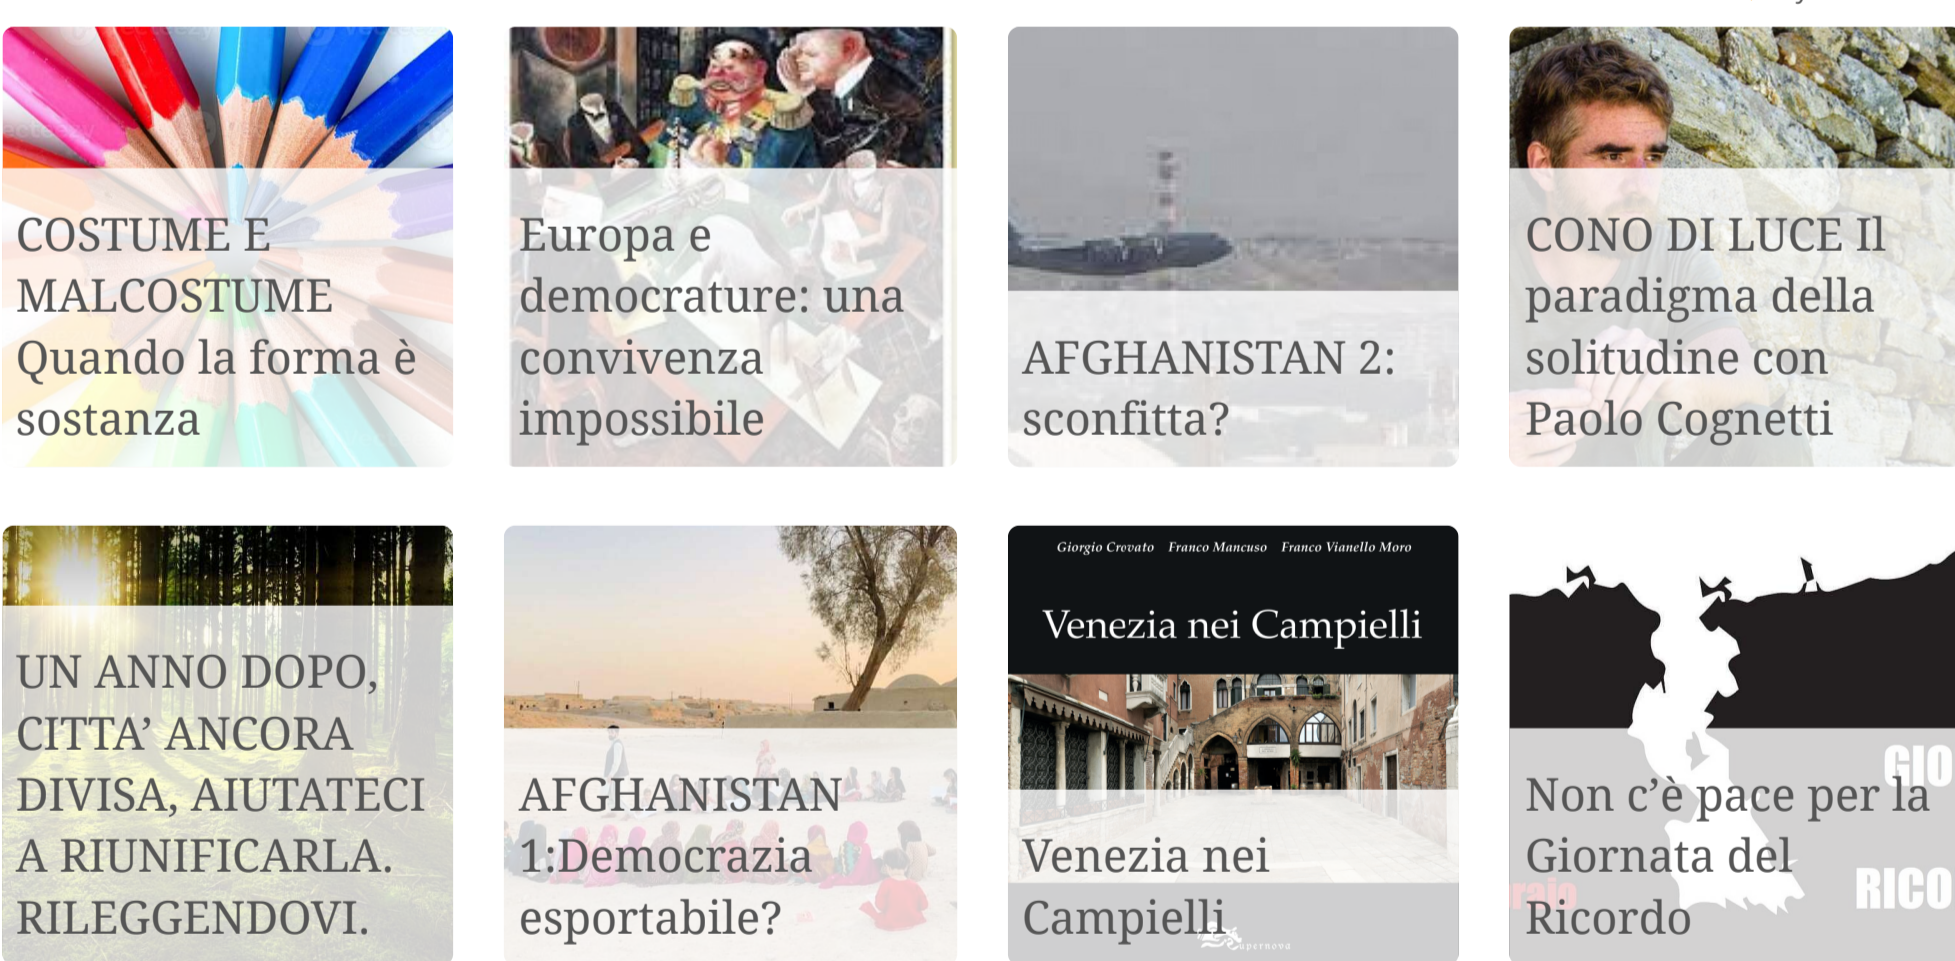 COSTUME E
MALCOSTUME
Quando la forma è
sostanza
Europa e
democrature: una
convivenza
impossibile
AFGHANISTAN 2:
sconfitta?
CONO DI LUCE Il
paradigma della
solitudine con
Paolo Cognetti
UN ANNO DOPO,
CITTA’ ANCORA
DIVISA, AIUTATECI
A RIUNIFICARLA.
RILEGGENDOVI.
AFGHANISTAN
1:Democrazia
esportabile?
Giorgio Crovato Franco Mancuso Franco Vianello Moro
Venezia nei Campielli
Venezia nei
Campielli
upernova
GIO
Non c’è pace per la
Giornata del
Ricordo
raio
RICO